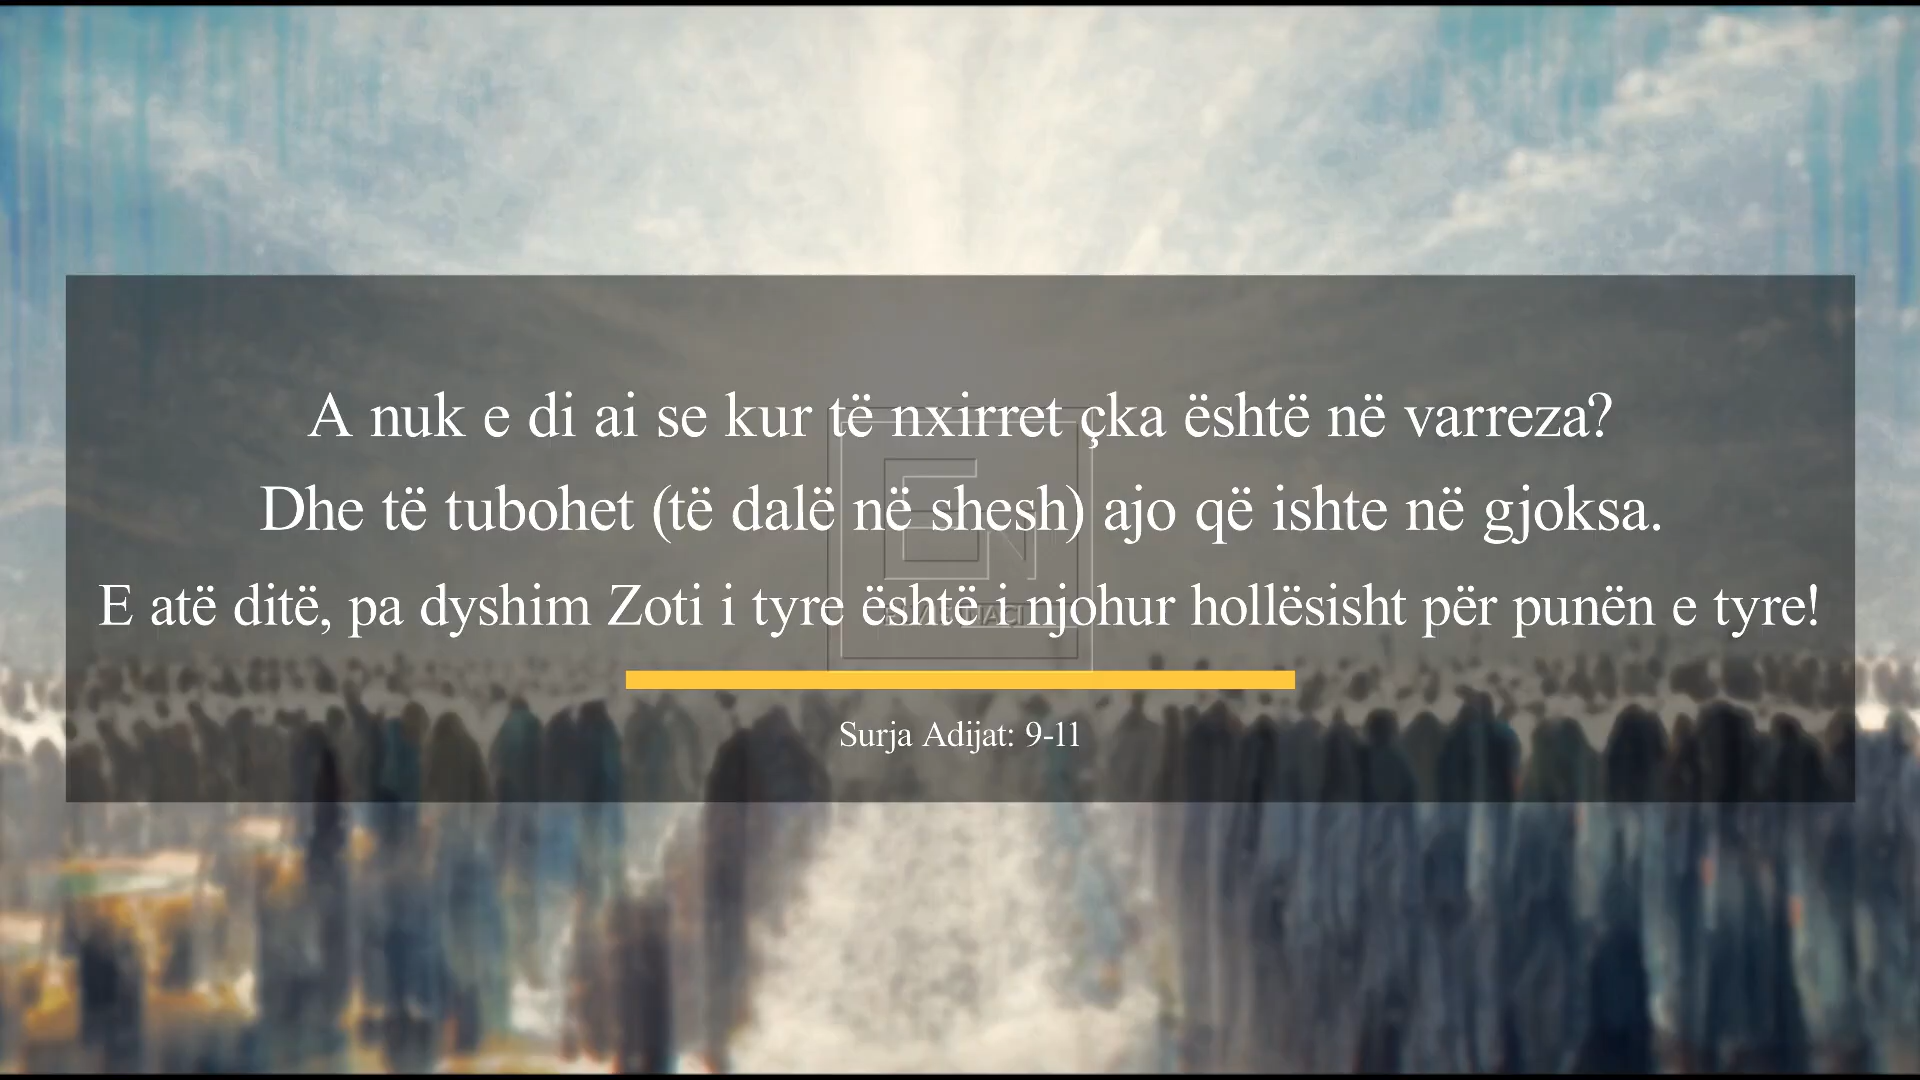 A nuk e di ai se kur të nxirret çka është në varreza?
Dhe të tubohet (të dalë në shesh) ajo që ishte në gjoksa.
E atë ditë, pa dyshim Zoti i tyre është i njohur hollësisht për punën e tyre!
Surja Adijat: 9-11